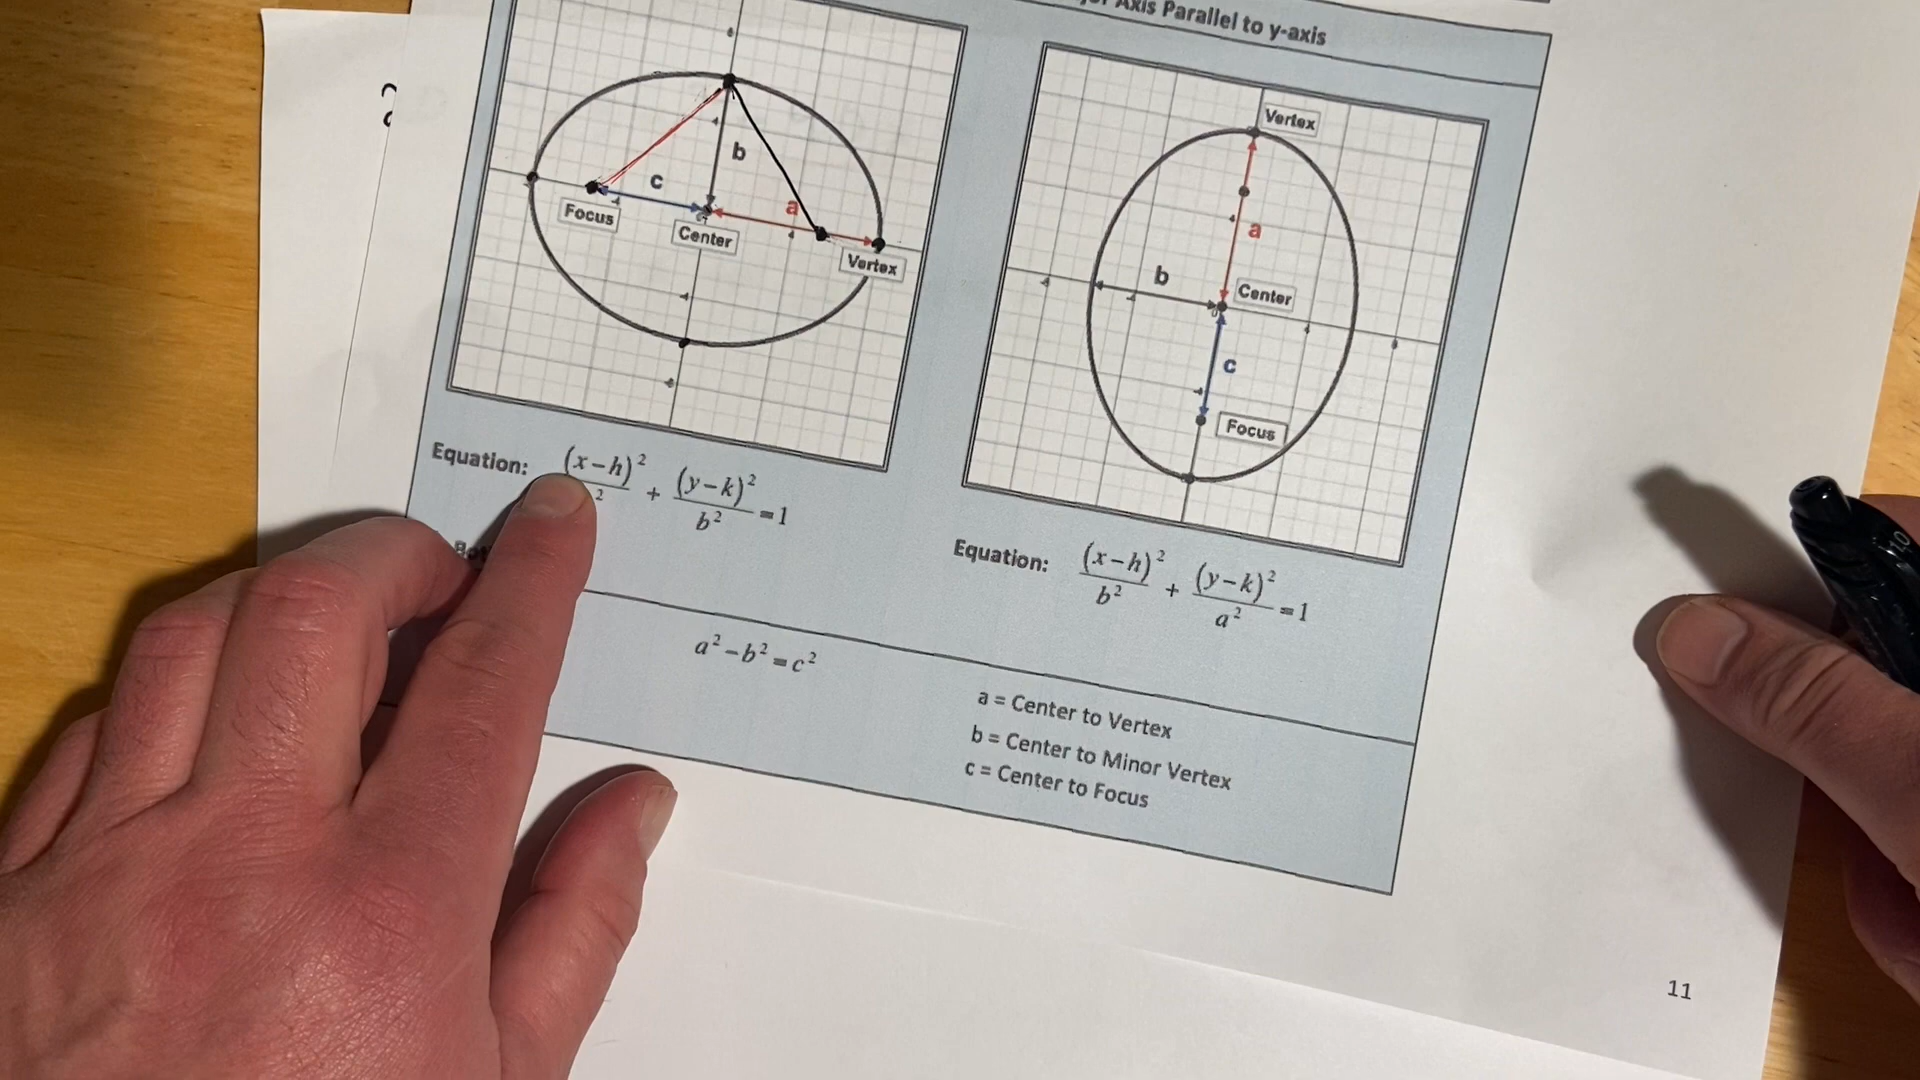 Axis Parallel to y-axis
b
c
a
Focus
Center
Vertex
Vertex
a
b
Center
c
Focus
Equation: (x-h)² + (y-k)²/b² = 1
Equation: (x-h)²/b² + (y-k)²/a² = 1
a² - b² = c²
a = Center to Vertex
b = Center to Minor Vertex
c = Center to Focus
11
10